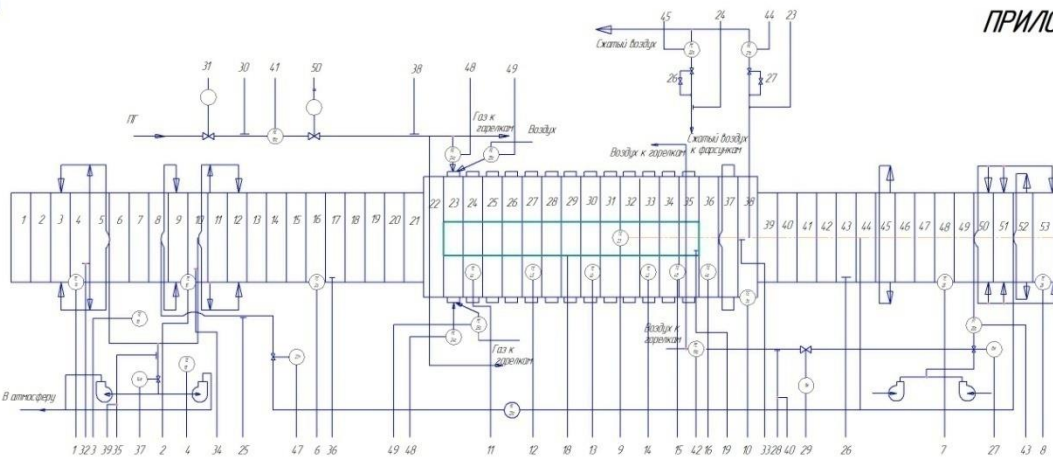 ПРИЛО
45
24
44
23
Сжатый воздух
31
30
41
50
38
48
49
26
27
ПГ
Газ к
горелкам
Воздух
Сжатый воздух
к форсункам
Воздух к горелкам
1 2 3 4 5 6 7 8 9 10 11 12 13 14 15 16 17 18 19 20 21 22 23 24 25 26 27 28 29 30 31 32 33 34 35 36 37 38 39 40 41 42 43 44 45 46 47 48 49 50 51 52 53
Воздух к
горелкам
Газ к
горелкам
В атмосферу
1 32 3 39 35 37 2 4 34 25 47 6 36 49 48 11 12 18 13 9 14 15 42 16 19 10 33 28 40 29 26 7 27 43 8